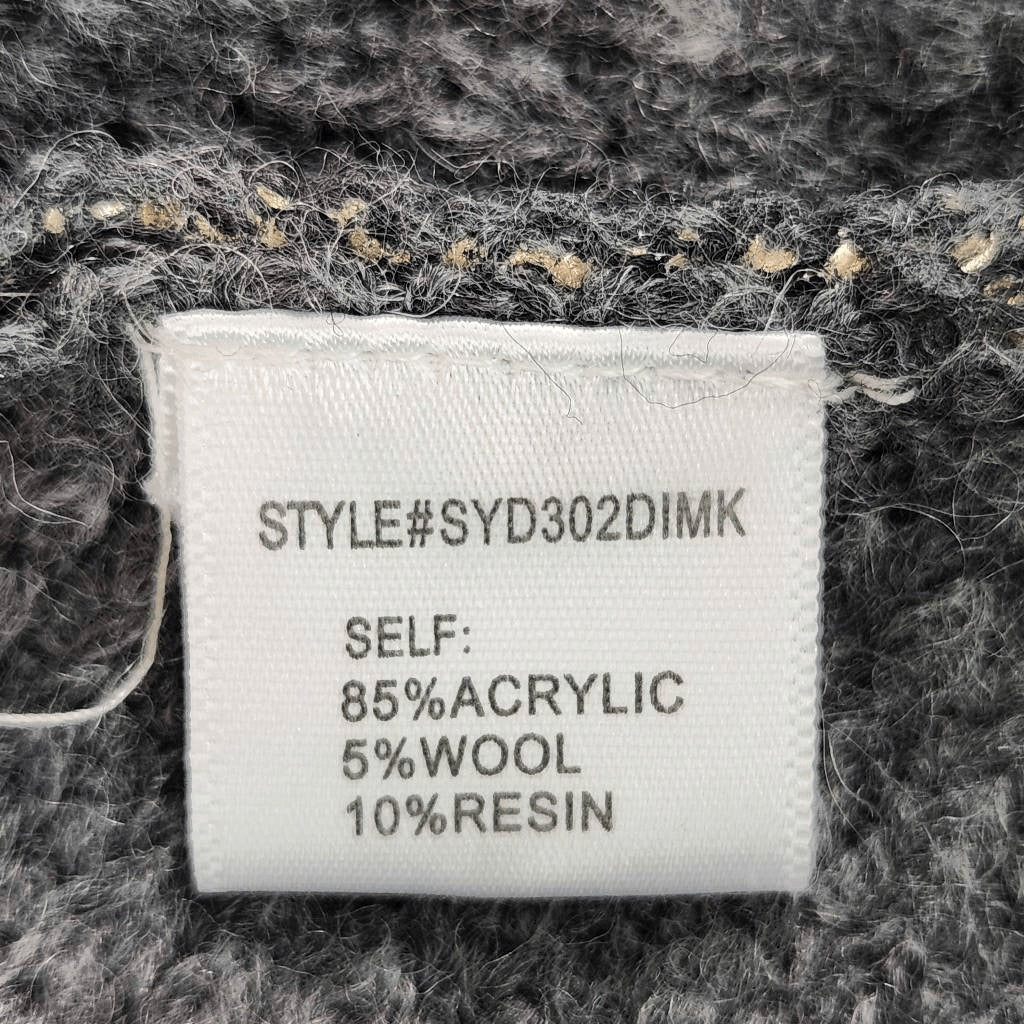 STYLE#SYD302DIMK
SELF:
85%ACRYLIC
5%WOOL
10%RESIN